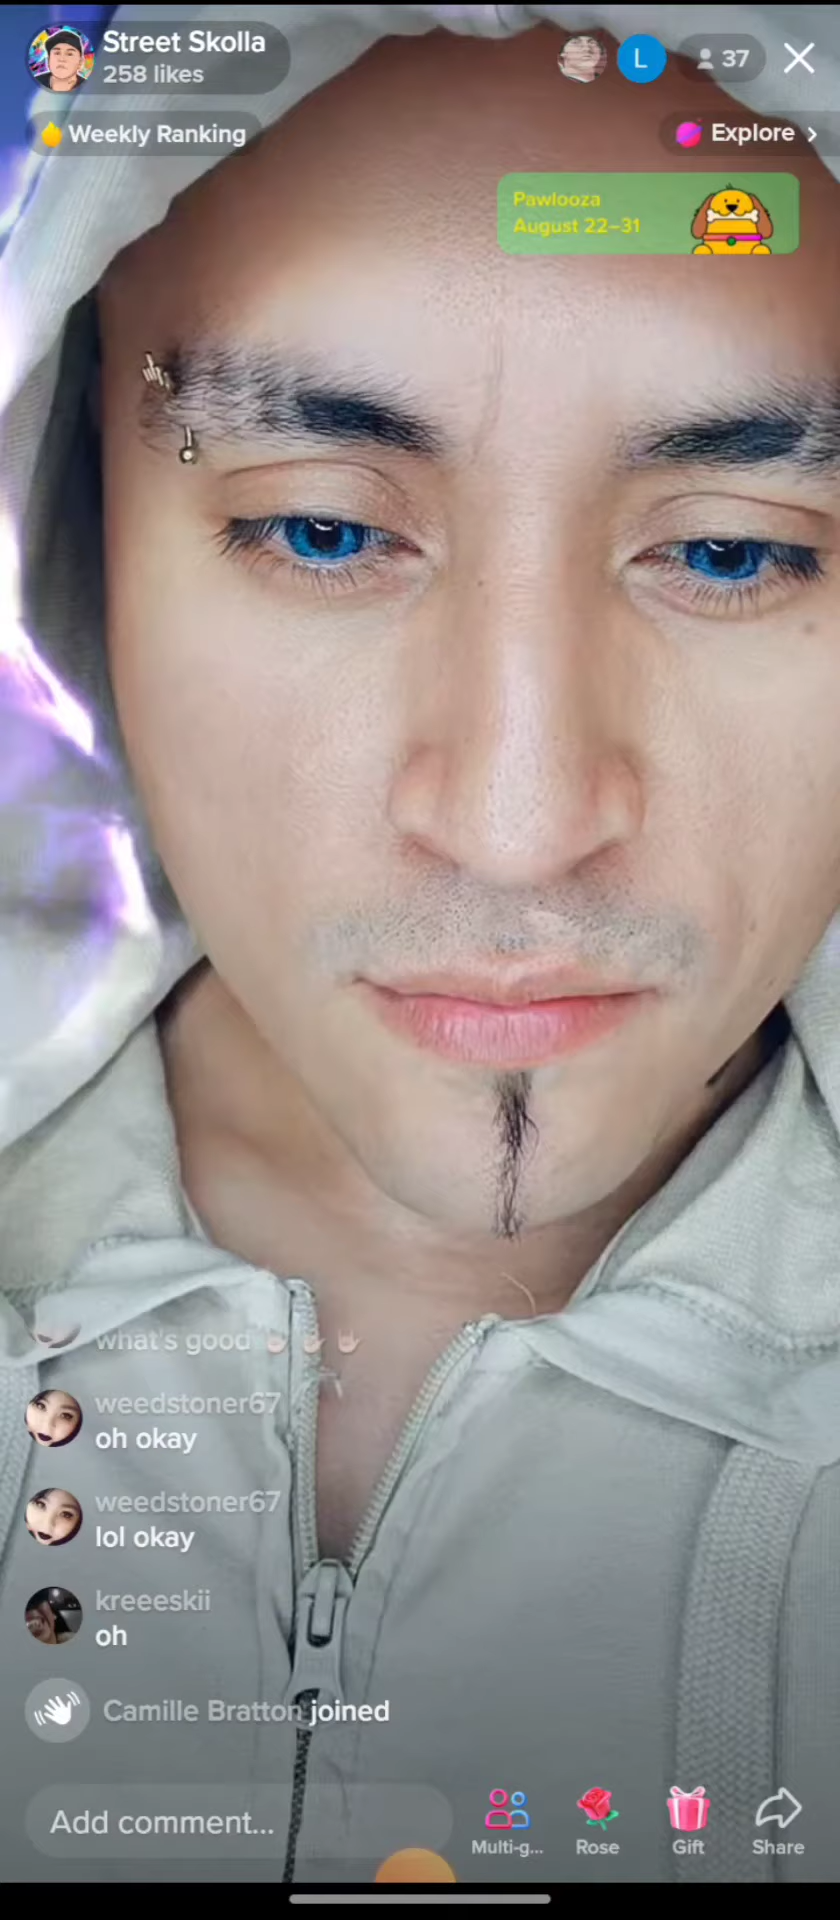 Street Skolla
258 likes
L
37
Weekly Ranking
Explore
Pawlooza
August 22–31
what's good 🤟🏻 🤟🏻 🤟🏻
weedstoner67
oh okay
weedstoner67
lol okay
kreeeskii
oh
Camille Bratton joined
Add comment...
Multi-g...
Rose
Gift
Share